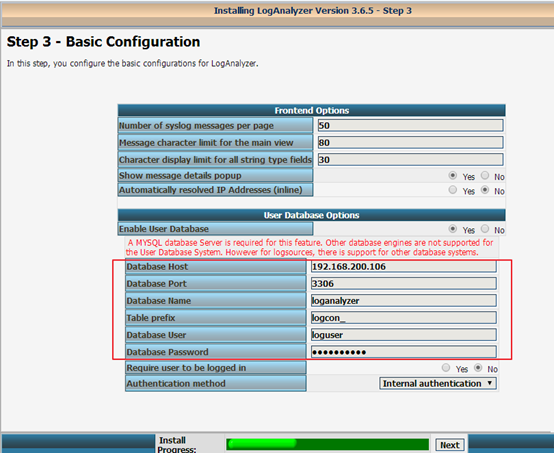 Installing LogAnalyzer Version 3.6.5 - Step 3
Step 3 - Basic Configuration
In this step, you configure the basic configurations for LogAnalyzer.
Frontend Options
Number of syslog messages per page 50
Message character limit for the main view 80
Character display limit for all string type fields 30
Show message details popup Yes No
Automatically resolved IP Addresses (inline) Yes No
User Database Options
Enable User Database Yes No
A MYSQL database Server is required for this feature. Other database engines are not supported for
the User Database System. However for logsources, there is support for other database systems.
Database Host 192.168.200.106
Database Port 3306
Database Name loganalyzer
Table prefix logcon_
Database User loguser
Database Password ●●●●●●●●●●
Require user to be logged in Yes No
Authentication method Internal authentication
Install Progress: Next